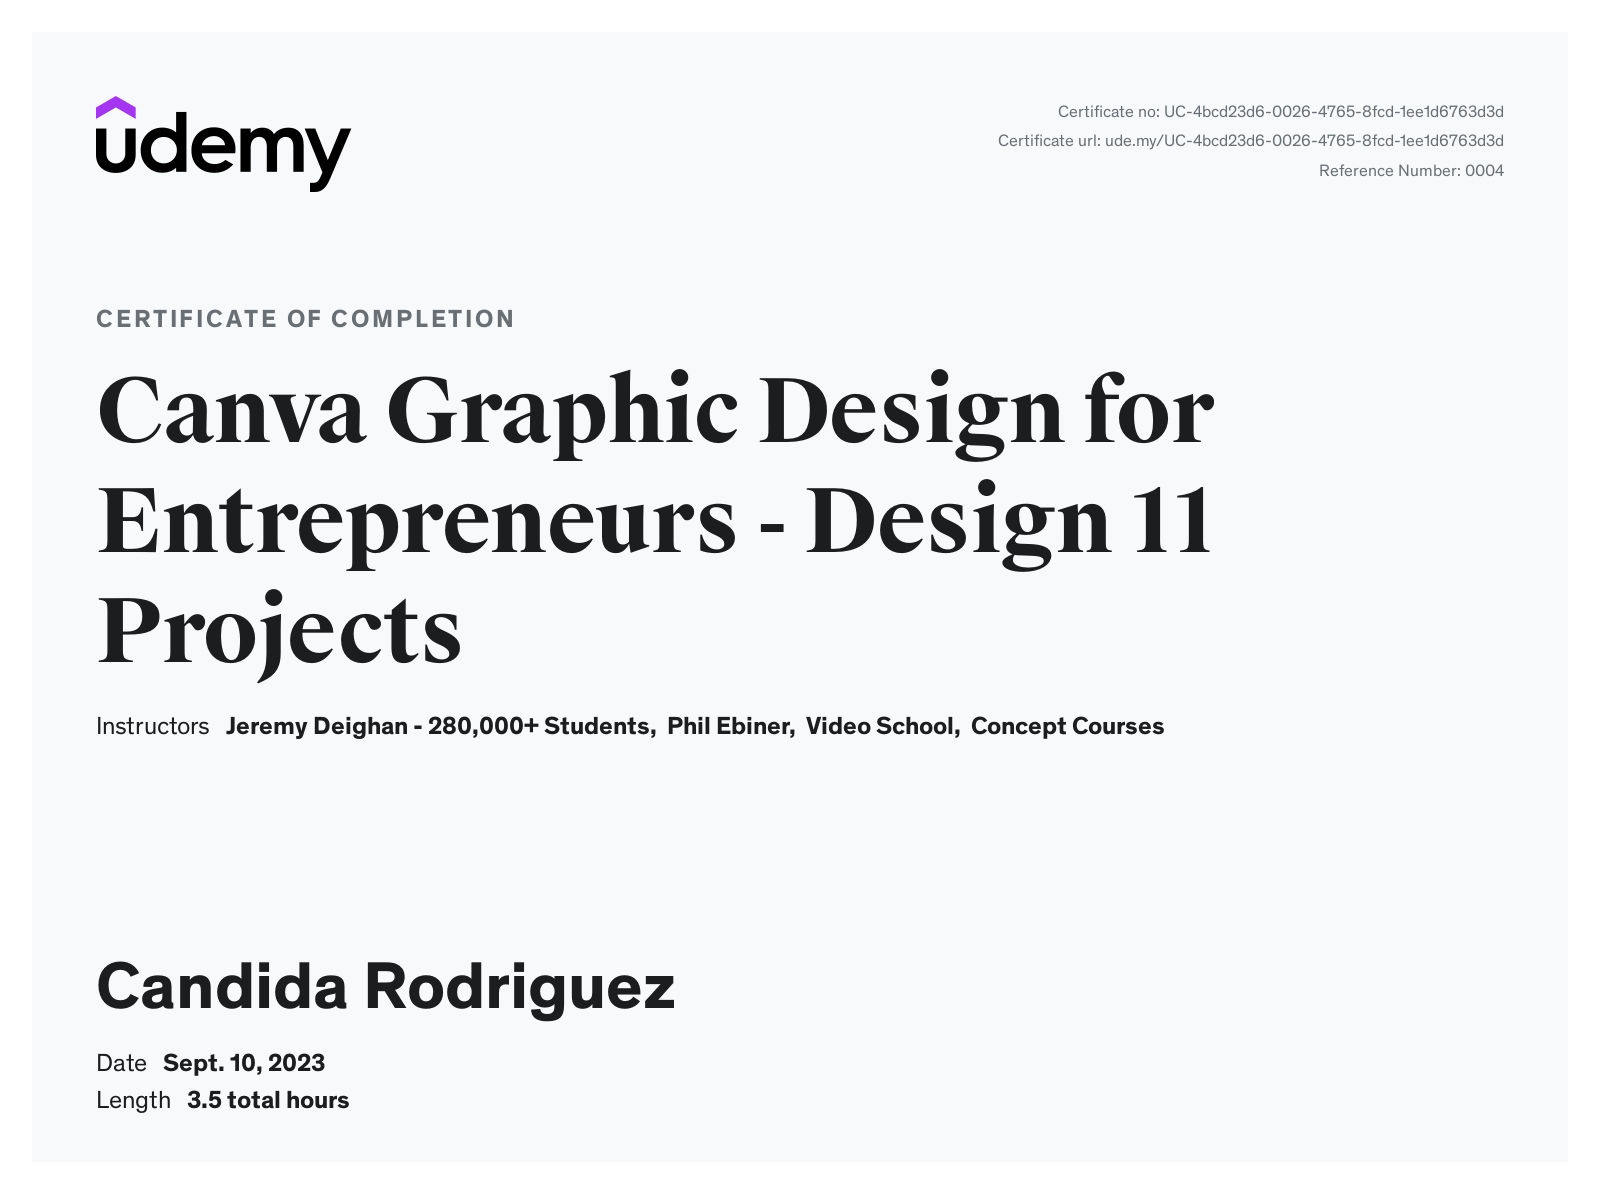 udemy
Certificate no: UC-4bcd23d6-0026-4765-8fcd-1ee1d6763d3d
Certificate url: ude.my/UC-4bcd23d6-0026-4765-8fcd-1ee1d6763d3d
Reference Number: 0004
CERTIFICATE OF COMPLETION
Canva Graphic Design for
Entrepreneurs - Design 11
Projects
Instructors Jeremy Deighan - 280,000+ Students, Phil Ebiner, Video School, Concept Courses
Candida Rodriguez
Date Sept. 10, 2023
Length 3.5 total hours